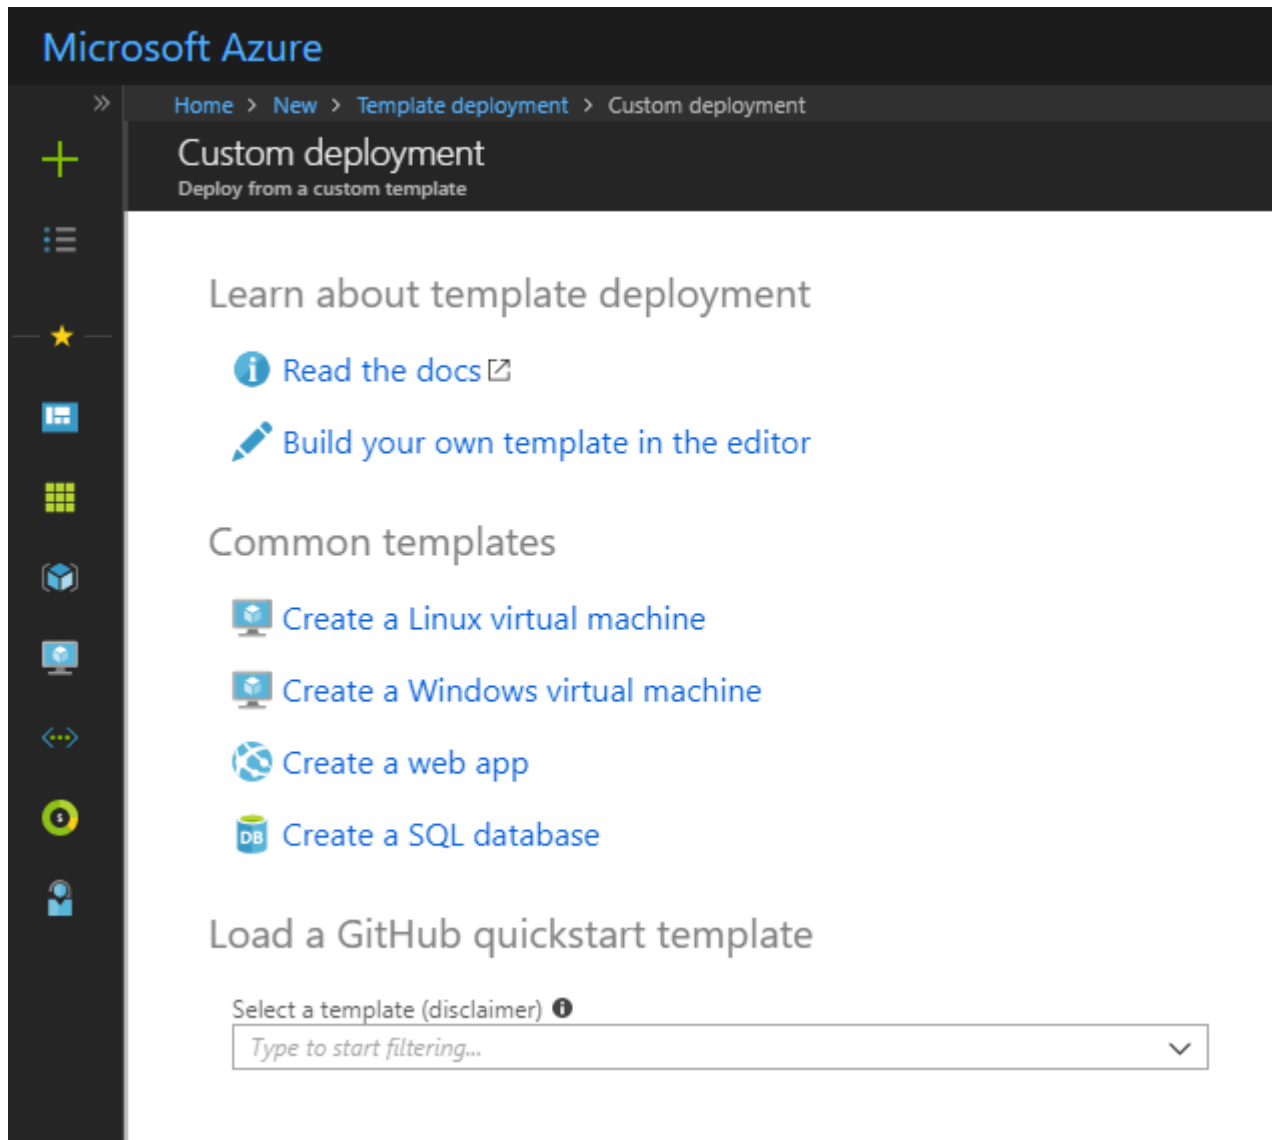 Microsoft Azure
Home > New > Template deployment > Custom deployment
Custom deployment
Deploy from a custom template
Learn about template deployment
Read the docs
Build your own template in the editor
Common templates
Create a Linux virtual machine
Create a Windows virtual machine
Create a web app
DB Create a SQL database
Load a GitHub quickstart template
Select a template (disclaimer)
Type to start filtering...